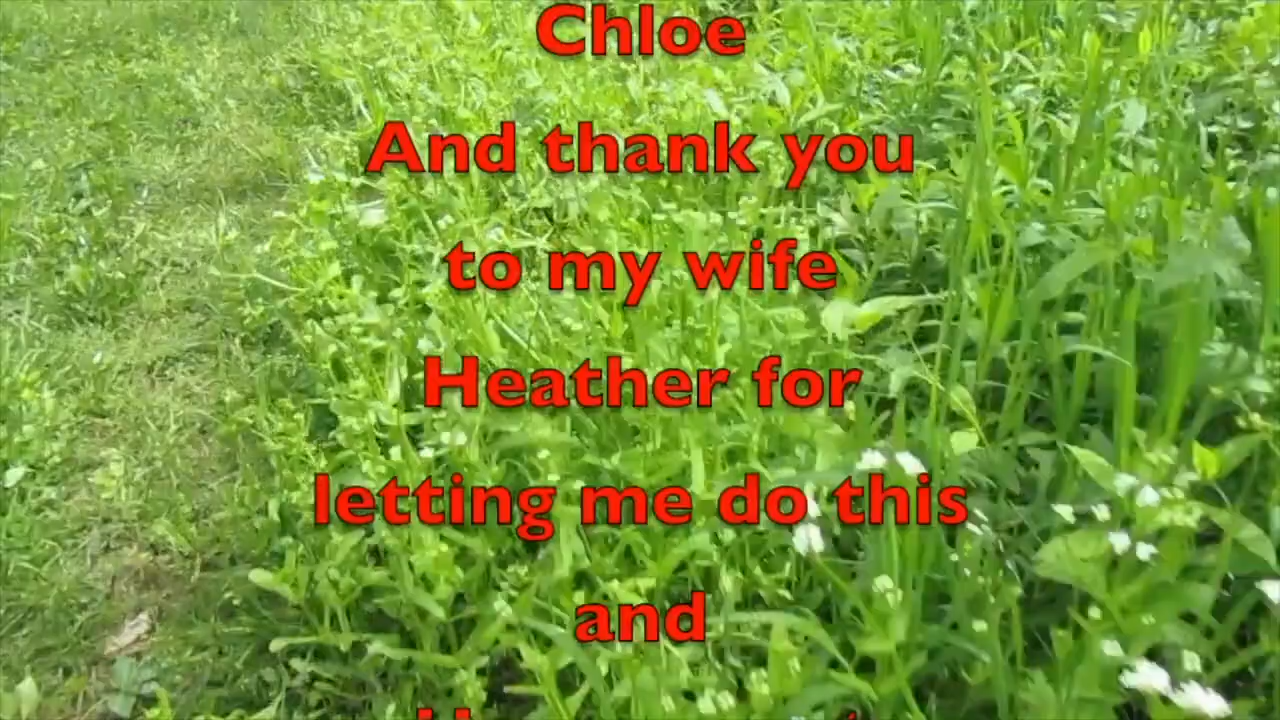 Chloe
And thank you
to my wife
Heather for
letting me do this
and